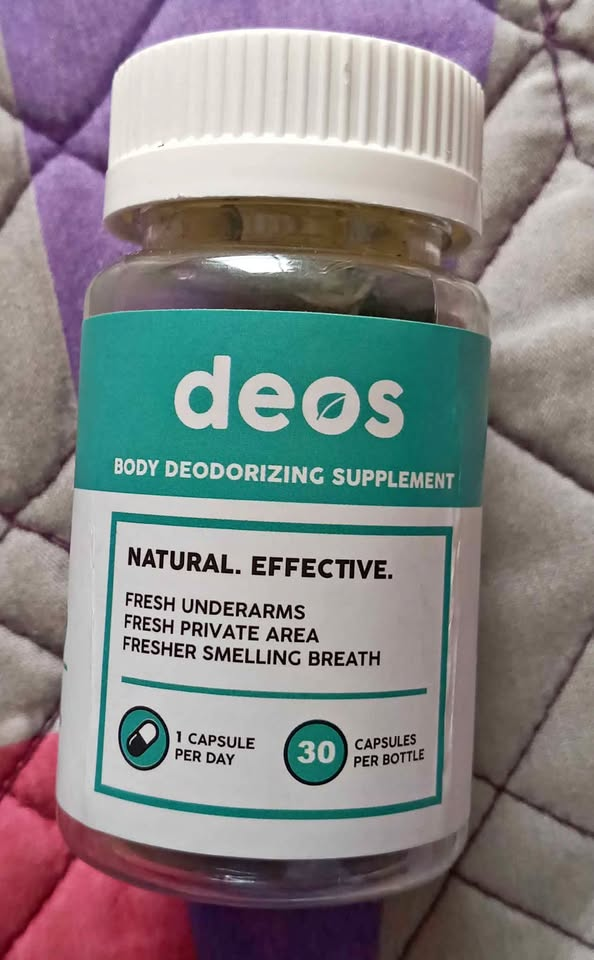 deos
BODY DEODORIZING SUPPLEMENT
NATURAL. EFFECTIVE.
FRESH UNDERARMS
FRESH PRIVATE AREA
FRESHER SMELLING BREATH
1 CAPSULE
PER DAY
30
CAPSULES
PER BOTTLE